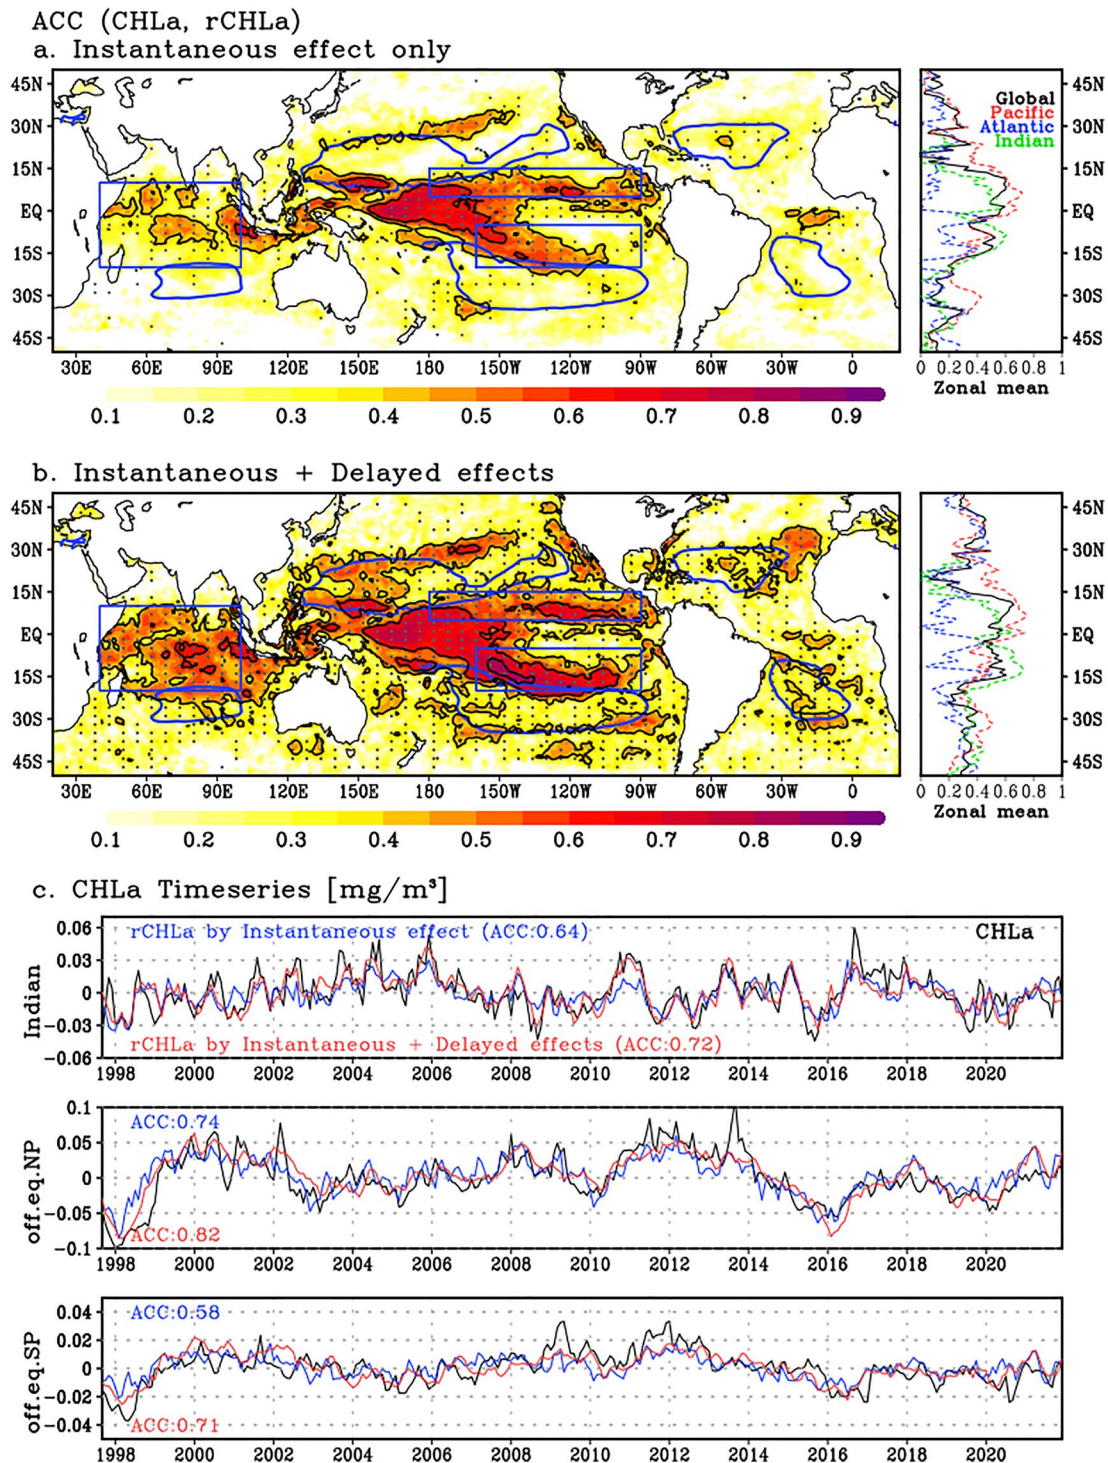 ACC (CHLa, rCHLa)
a. Instantaneous effect only
45N
30N
15N
EQ
15S
30S
45S
30E 60E 90E 120E 150E 180 150W 120W 90W 60W 30W 0
Global
Pacific
Atlantic
Indian
45N
30N
15N
EQ
15S
30S
45S
0 0.2 0.4 0.6 0.8 1
Zonal mean
0.1 0.2 0.3 0.4 0.5 0.6 0.7 0.8 0.9
b. Instantaneous + Delayed effects
45N
30N
15N
EQ
15S
30S
45S
30E 60E 90E 120E 150E 180 150W 120W 90W 60W 30W 0
45N
30N
15N
EQ
15S
30S
45S
0 0.2 0.4 0.6 0.8 1
Zonal mean
0.1 0.2 0.3 0.4 0.5 0.6 0.7 0.8 0.9
c. CHLa Timeseries [mg/m³]
Indian
0.06
0.03
0
-0.03
-0.06
rCHLa by Instantaneous effect (ACC:0.64)
CHLa
rCHLa by Instantaneous + Delayed effects (ACC:0.72)
1998 2000 2002 2004 2006 2008 2010 2012 2014 2016 2018 2020
off.eq.NP
0.1
0.05
0
-0.05
-0.1
ACC:0.74
ACC:0.82
1998 2000 2002 2004 2006 2008 2010 2012 2014 2016 2018 2020
off.eq.SP
0.04
0.02
0
-0.02
-0.04
ACC:0.58
ACC:0.71
1998 2000 2002 2004 2006 2008 2010 2012 2014 2016 2018 2020